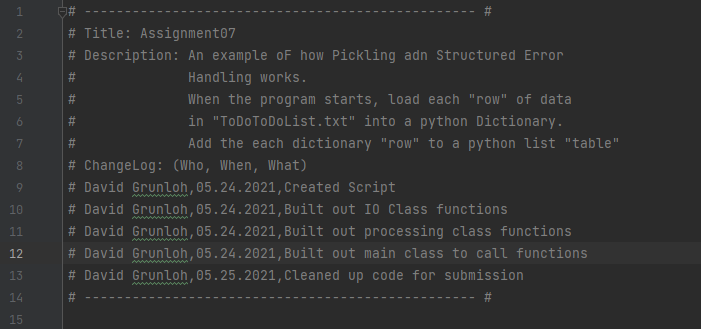 1 # ------------------------------------------------- #
2 # Title: Assignment07
3 # Description: An example oF how Pickling adn Structured Error
4 #              Handling works.
5 #              When the program starts, load each "row" of data
6 #              in "ToDoToDoList.txt" into a python Dictionary.
7 #              Add the each dictionary "row" to a python list "table"
8 # ChangeLog: (Who, When, What)
9 # David Grunloh,05.24.2021,Created Script
10 # David Grunloh,05.24.2021,Built out IO Class functions
11 # David Grunloh,05.24.2021,Built out processing class functions
12 # David Grunloh,05.24.2021,Built out main class to call functions
13 # David Grunloh,05.25.2021,Cleaned up code for submission
14 # ------------------------------------------------- #
15